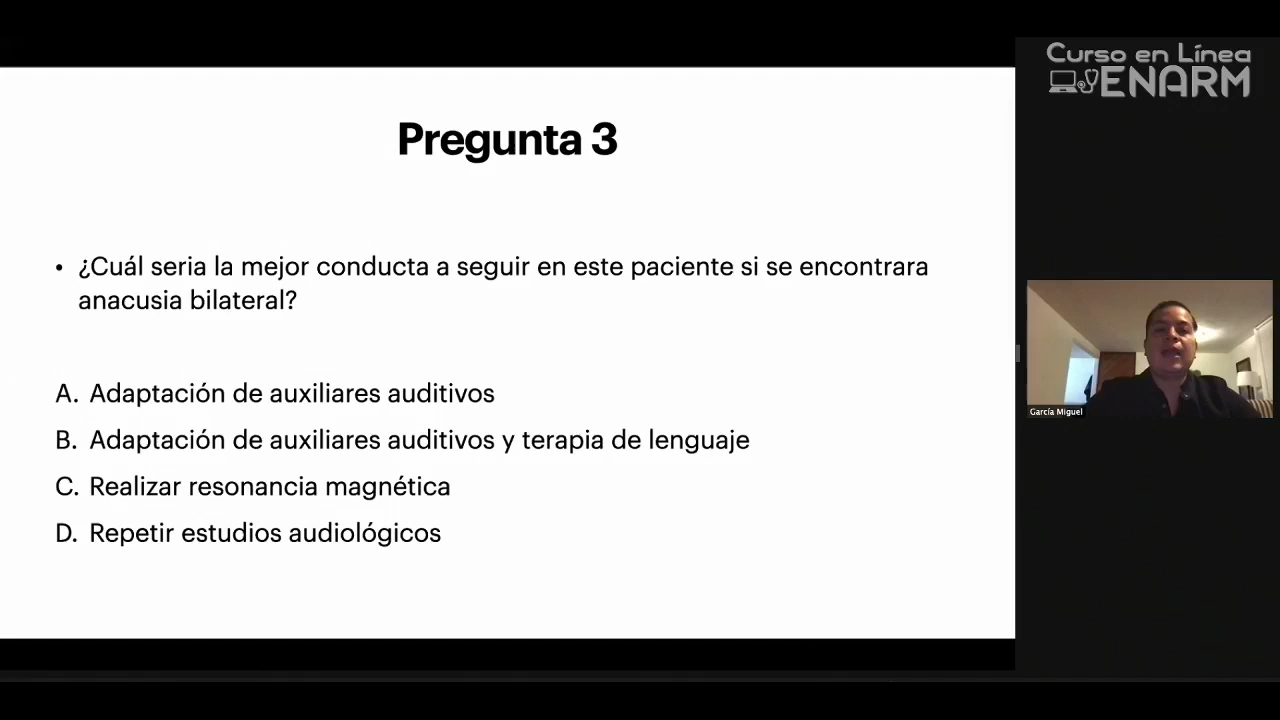 Curso en Línea
ENARM
Pregunta 3
• ¿Cuál seria la mejor conducta a seguir en este paciente si se encontrara
anacusia bilateral?
A. Adaptación de auxiliares auditivos
B. Adaptación de auxiliares auditivos y terapia de lenguaje
C. Realizar resonancia magnética
D. Repetir estudios audiológicos
García Miguel